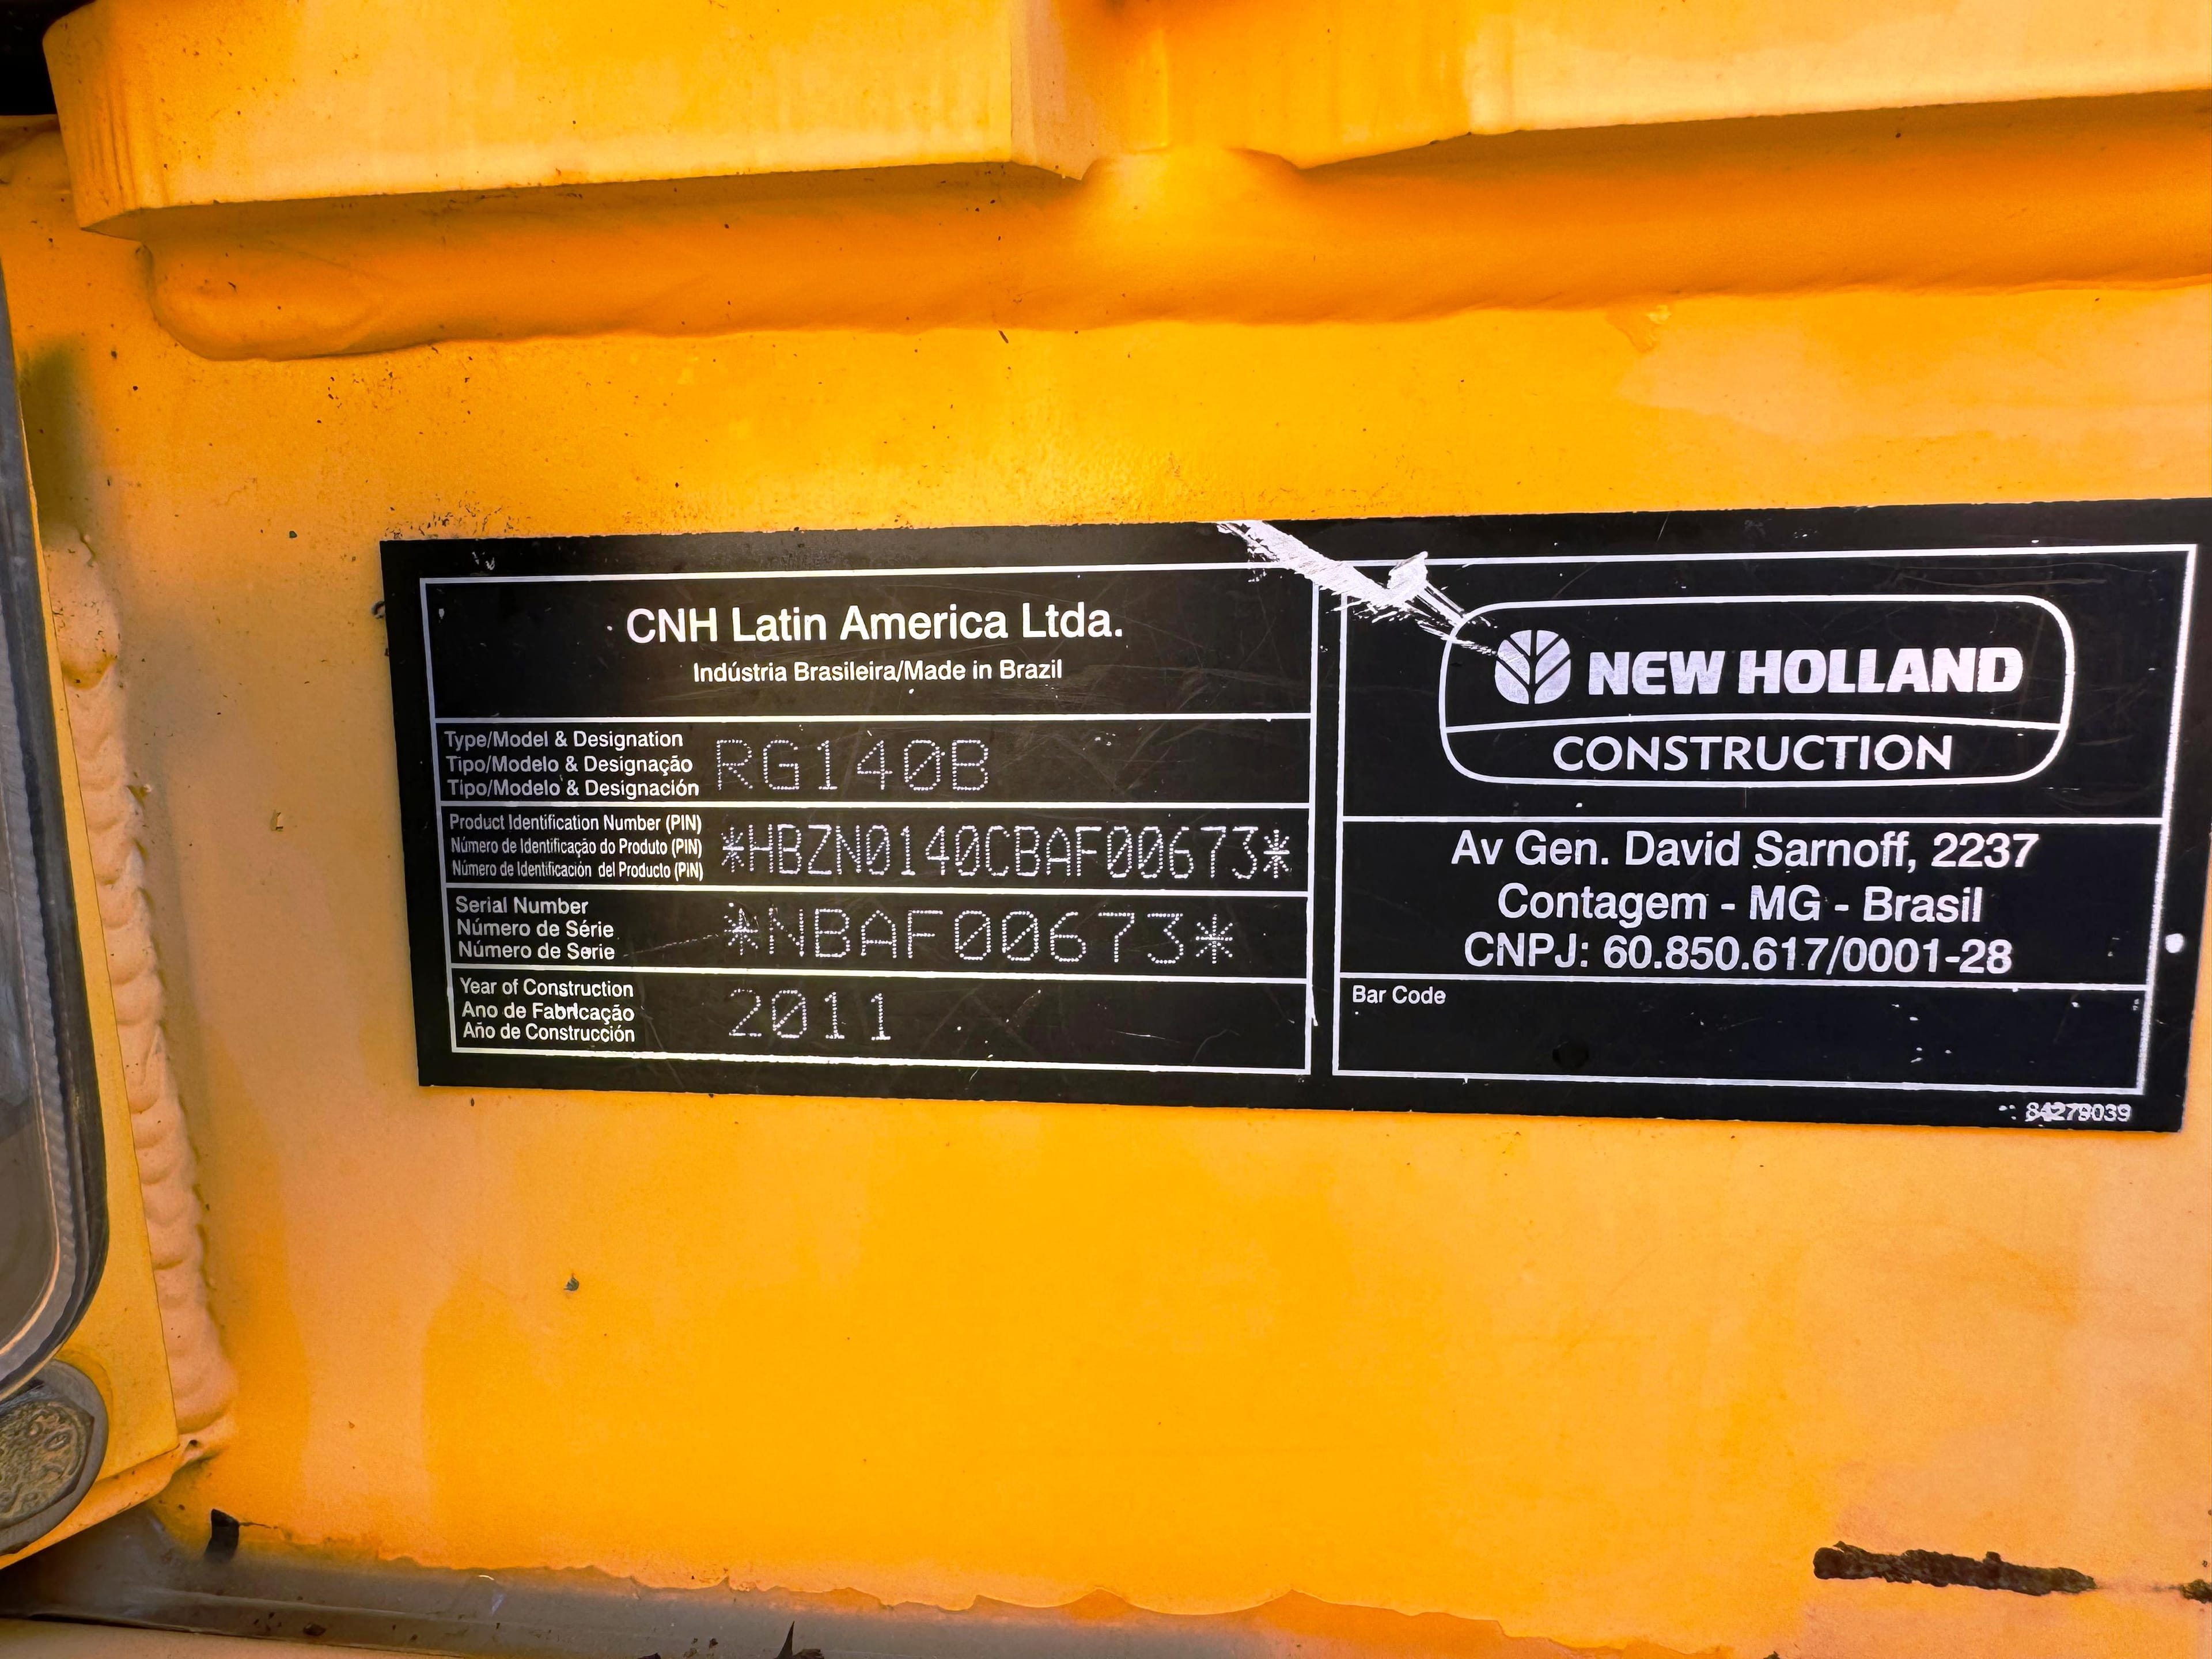 CNH Latin America Ltda.
Indústria Brasileira/Made in Brazil
Type/Model & Designation
Tipo/Modelo & Designação
Tipo/Modelo & Designación
RG140B
Product Identification Number (PIN)
Número de Identificação do Produto (PIN)
Número de Identificación del Producto (PIN)
*HBZN0140CBAF00673*
Serial Number
Número de Série
Número de Serie
*NBAF00673*
Year of Construction
Ano de Fabricação
Año de Construcción
2011
NEW HOLLAND
CONSTRUCTION
Av Gen. David Sarnoff, 2237
Contagem - MG - Brasil
CNPJ: 60.850.617/0001-28
Bar Code
84279039